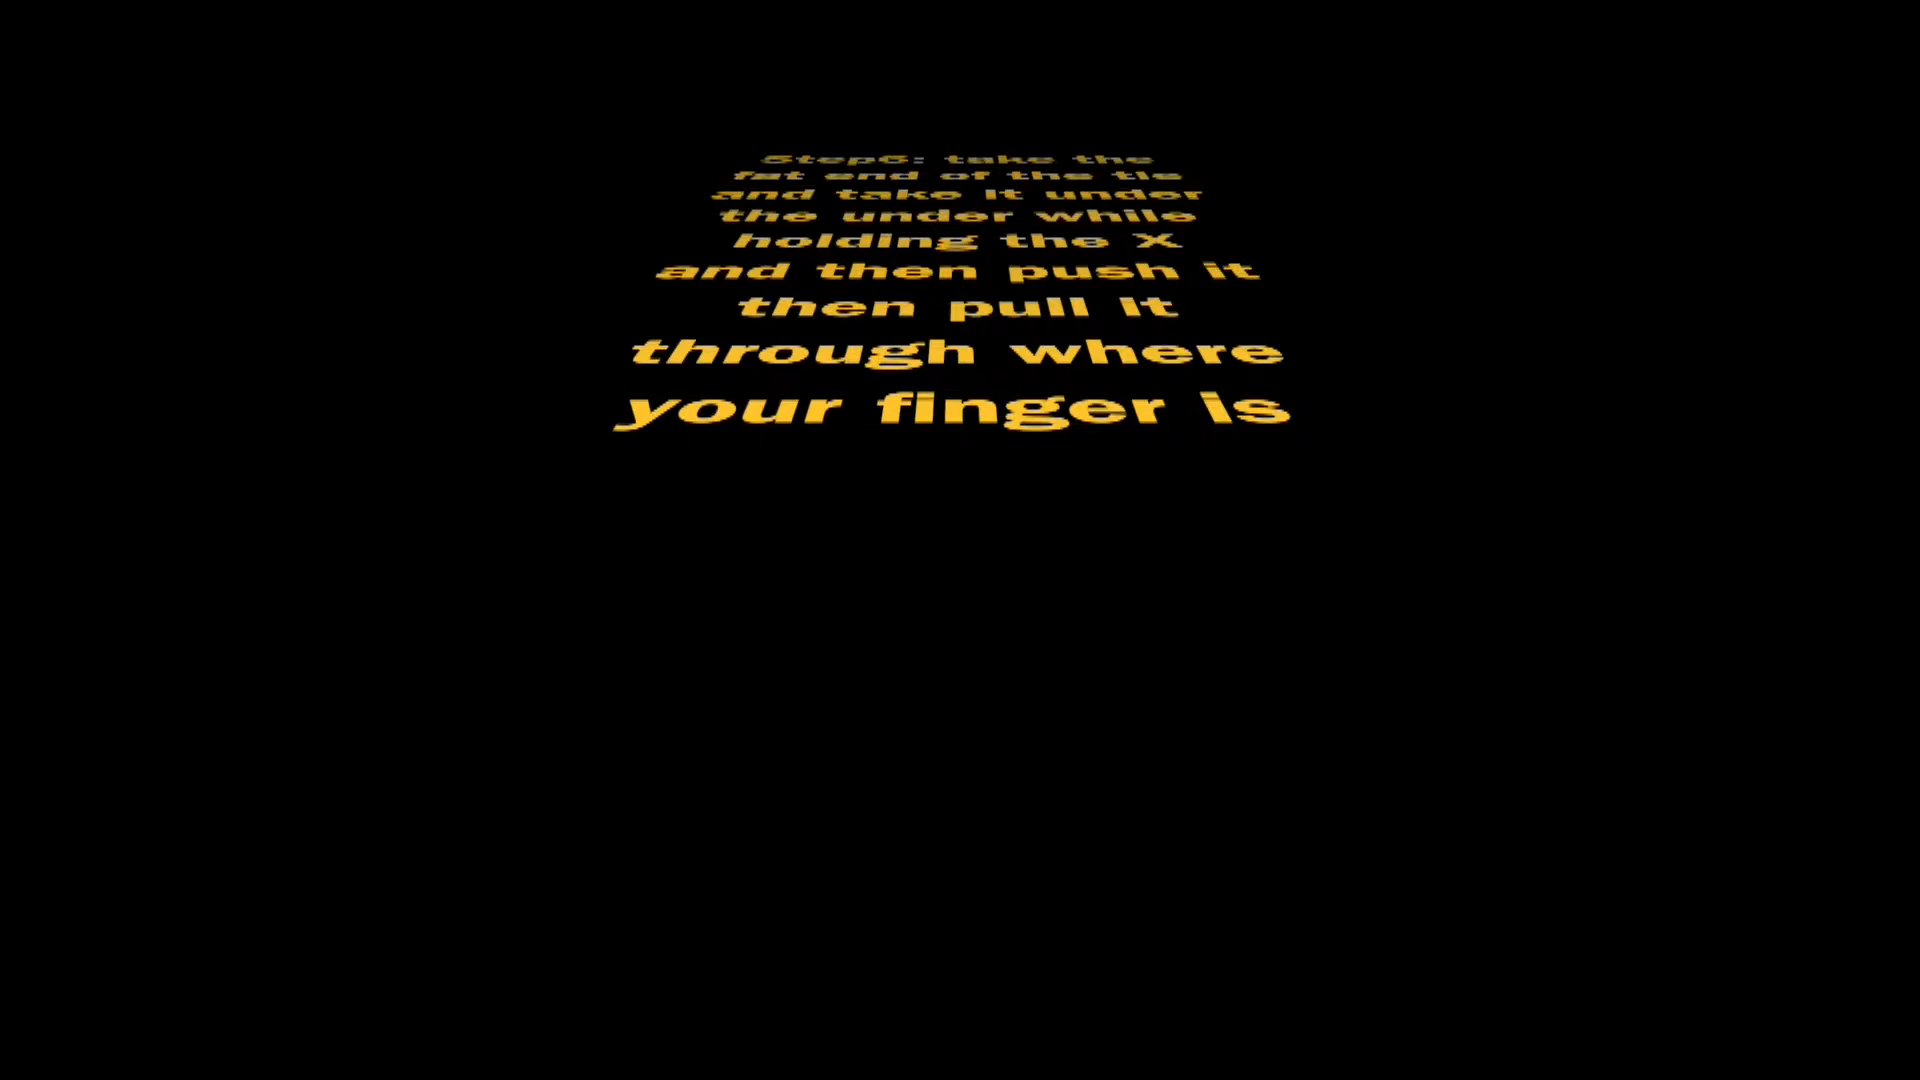 take the
fat end of the tie
and take it under
the under while
holding the X
and then push it
then pull it
through where
your finger is